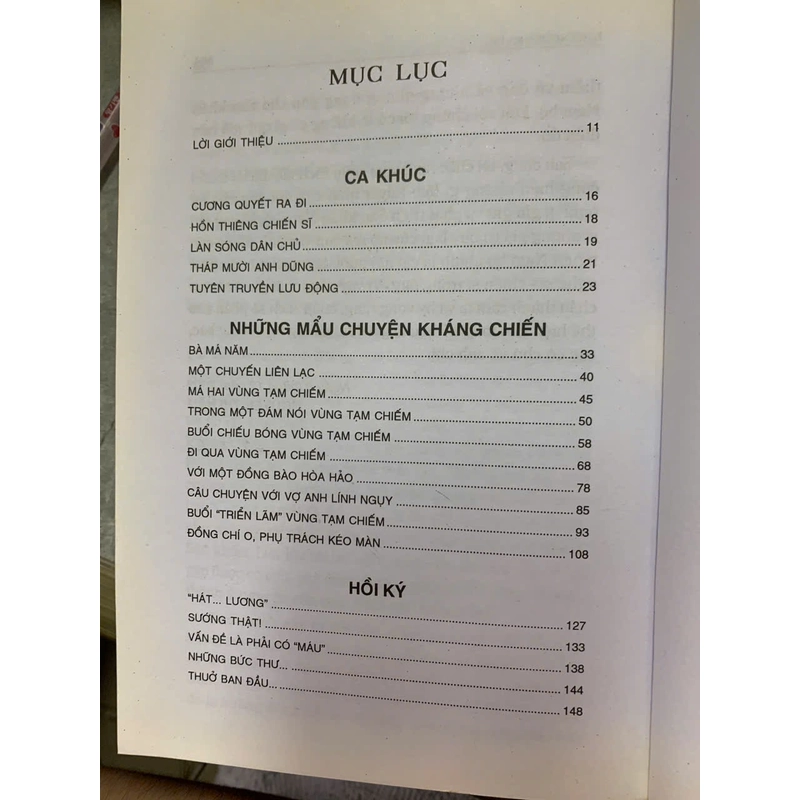 MỤC LỤC
LỜI GIỚI THIỆU ........ 11
CA KHÚC
CƯƠNG QUYẾT RA ĐI ........ 16
HỒN THIÊNG CHIẾN SĨ ........ 18
LÀN SÓNG DÂN CHỦ ........ 19
THÁP MƯỜI ANH DŨNG ........ 21
TUYÊN TRUYỀN LƯU ĐỘNG ........ 23
NHỮNG MẨU CHUYỆN KHÁNG CHIẾN
BÀ MÁ NĂM ........ 33
MỘT CHUYẾN LIÊN LẠC ........ 40
MÁ HAI VÙNG TẠM CHIẾM ........ 45
TRONG MỘT ĐÁM NÓI VÙNG TẠM CHIẾM ........ 50
BUỔI CHIẾU BÓNG VÙNG TẠM CHIẾM ........ 58
ĐI QUA VÙNG TẠM CHIẾM ........ 68
VỚI MỘT ĐỒNG BÀO HÒA HẢO ........ 78
CÂU CHUYỆN VỚI VỢ ANH LÍNH NGỤY ........ 85
BUỔI "TRIỂN LÃM" VÙNG TẠM CHIẾM ........ 93
ĐỒNG CHÍ O, PHỤ TRÁCH KÉO MÀN ........ 108
HỒI KÝ
"HÁT... LƯƠNG" ........ 127
SƯỚNG THẬT! ........ 133
VẤN ĐỀ LÀ PHẢI CÓ "MÁU" ........ 138
NHỮNG BỨC THƯ... ........ 144
THUỞ BAN ĐẦU... ........ 148